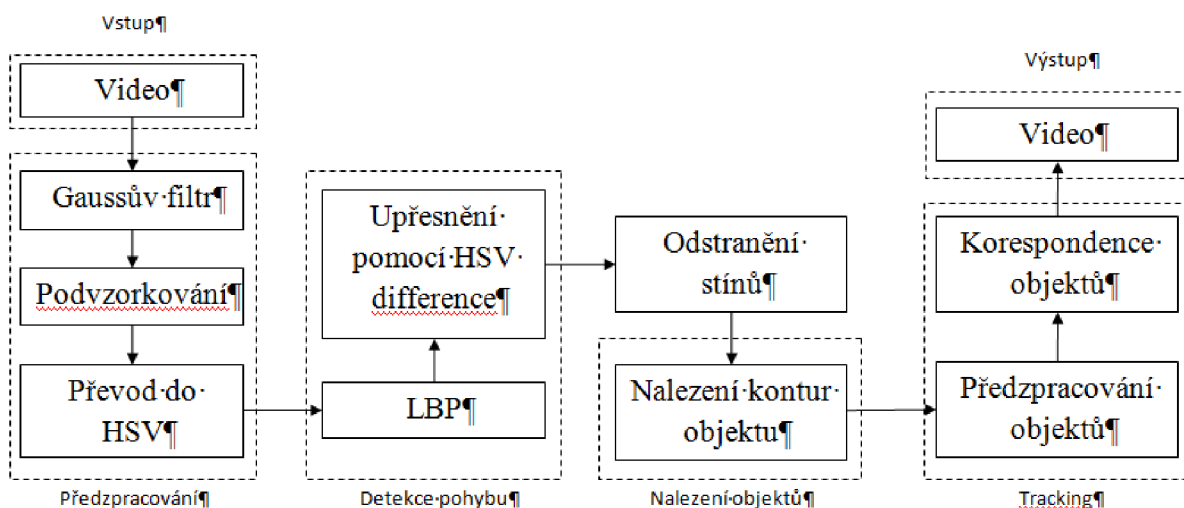 Vstup¶
Video¶
Gaussův·filtr¶
Podvzorkování¶
Převod·do·
HSV¶
Předzpracování¶
Upřesnění·
pomocí·HSV·
difference¶
LBP¶
Detekce·pohybu¶
Odstranění·
stínů¶
Nalezení·kontur·
objektu¶
Nalezení·objektů¶
Výstup¶
Video¶
Korespondence·
objektů¶
Předzpracování·
objektů¶
Tracking¶